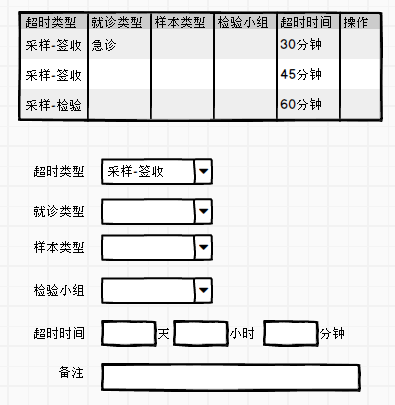 超时类型 就诊类型 样本类型 检验小组 超时时间 操作
采样-签收 急诊 30分钟
采样-签收 45分钟
采样-检验 60分钟
超时类型 采样-签收
就诊类型
样本类型
检验小组
超时时间 天 小时 分钟
备注